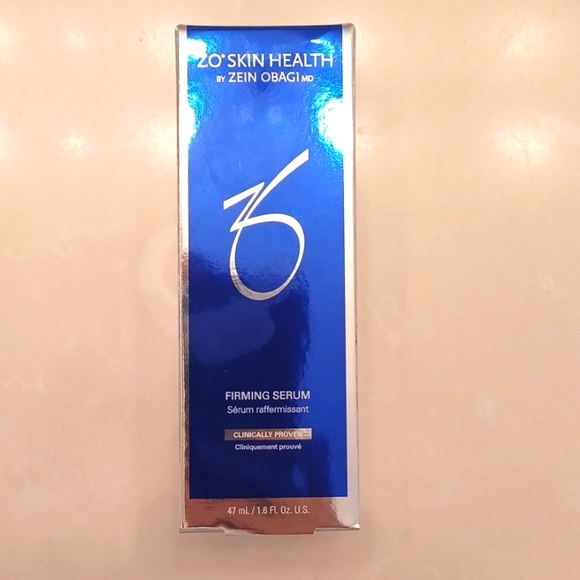 ZO® SKIN HEALTH
BY ZEIN OBAGI MD
ZO
FIRMING SERUM
Sérum raffermissant
CLINICALLY PROVEN
Cliniquement prouvé
47 mL / 1.6 Fl. Oz. U.S.